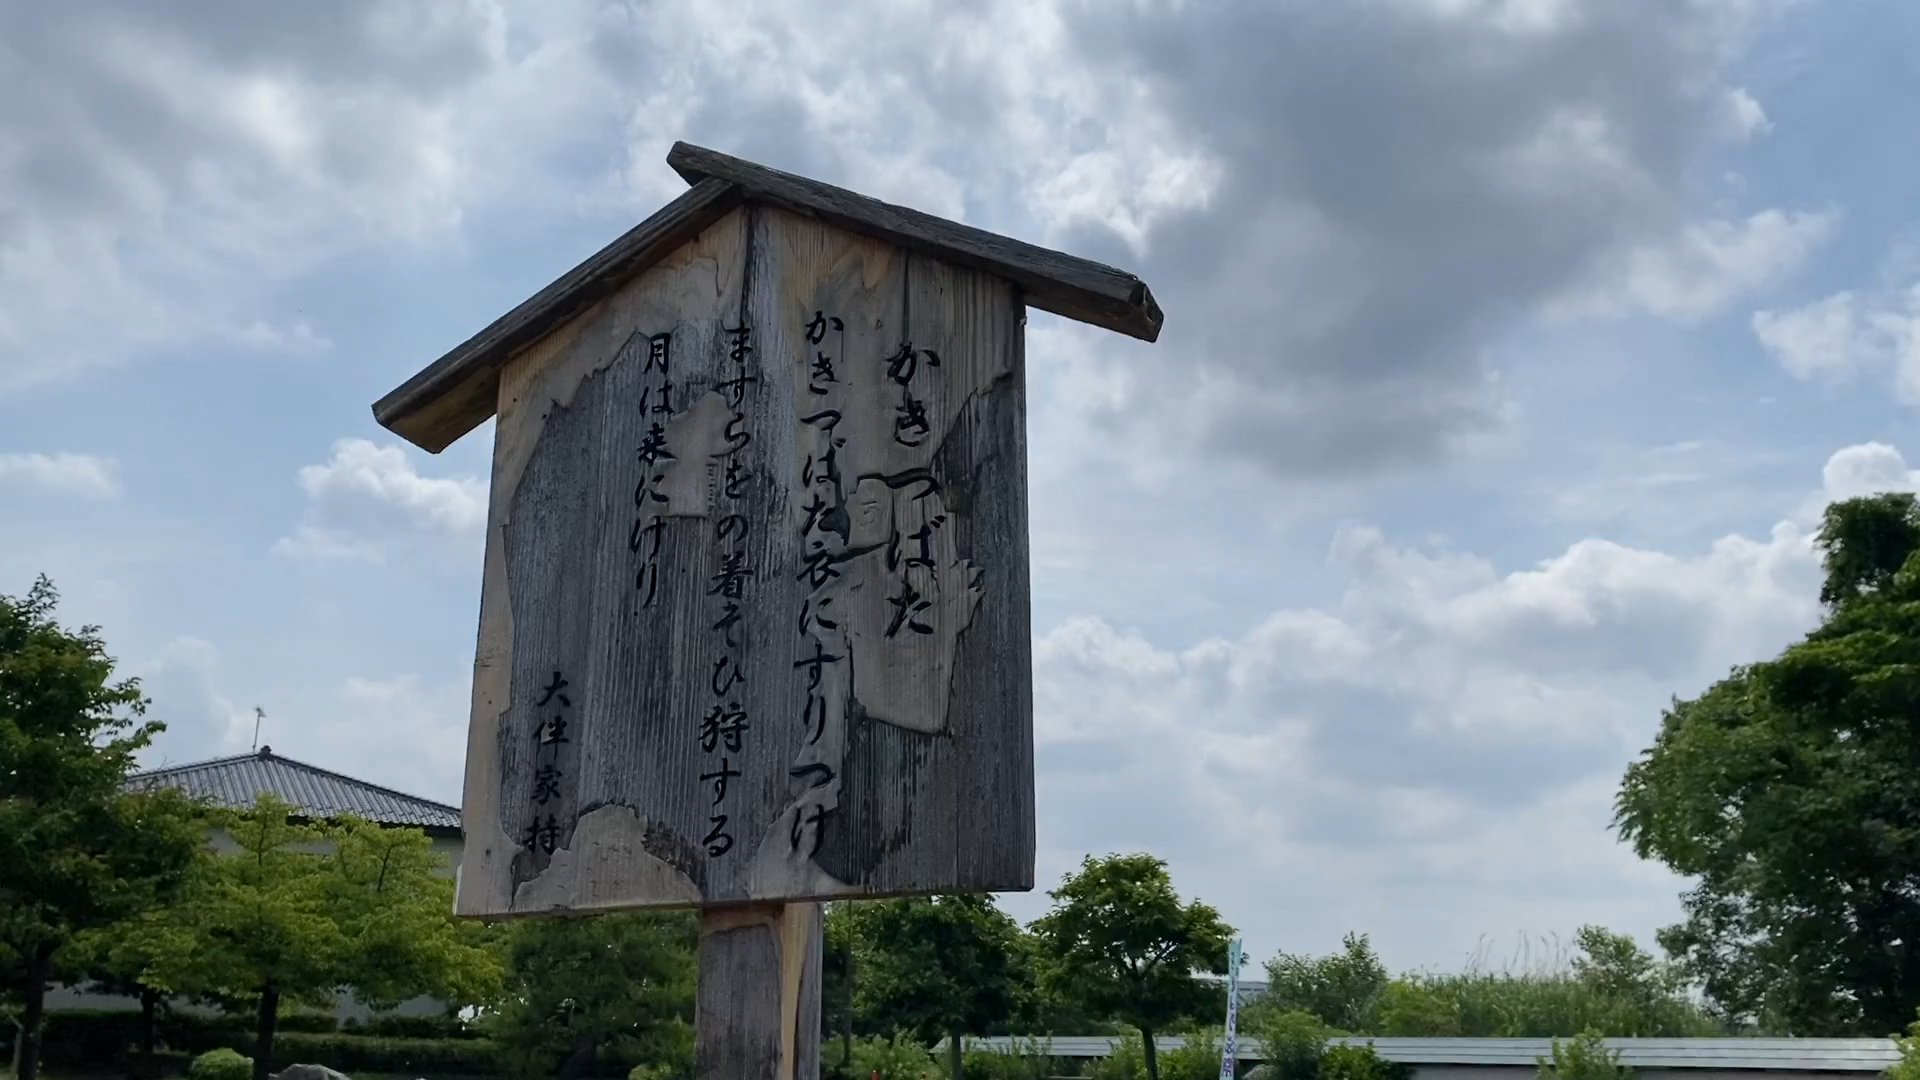 かきつばた
かきつばた衣にすりつけ
ますらをの着そひ狩する
月は来にけり
大伴家持